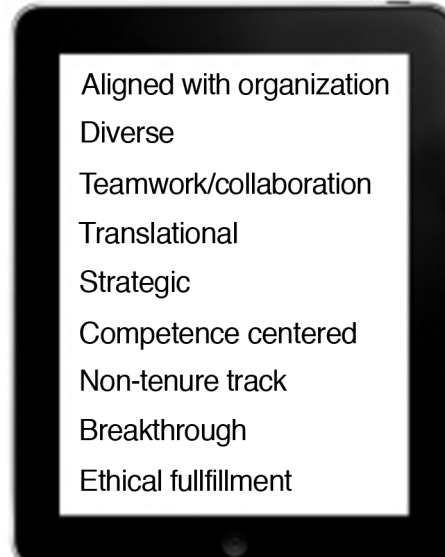 Aligned with organization
Diverse
Teamwork/collaboration
Translational
Strategic
Competence centered
Non-tenure track
Breakthrough
Ethical fullfillment